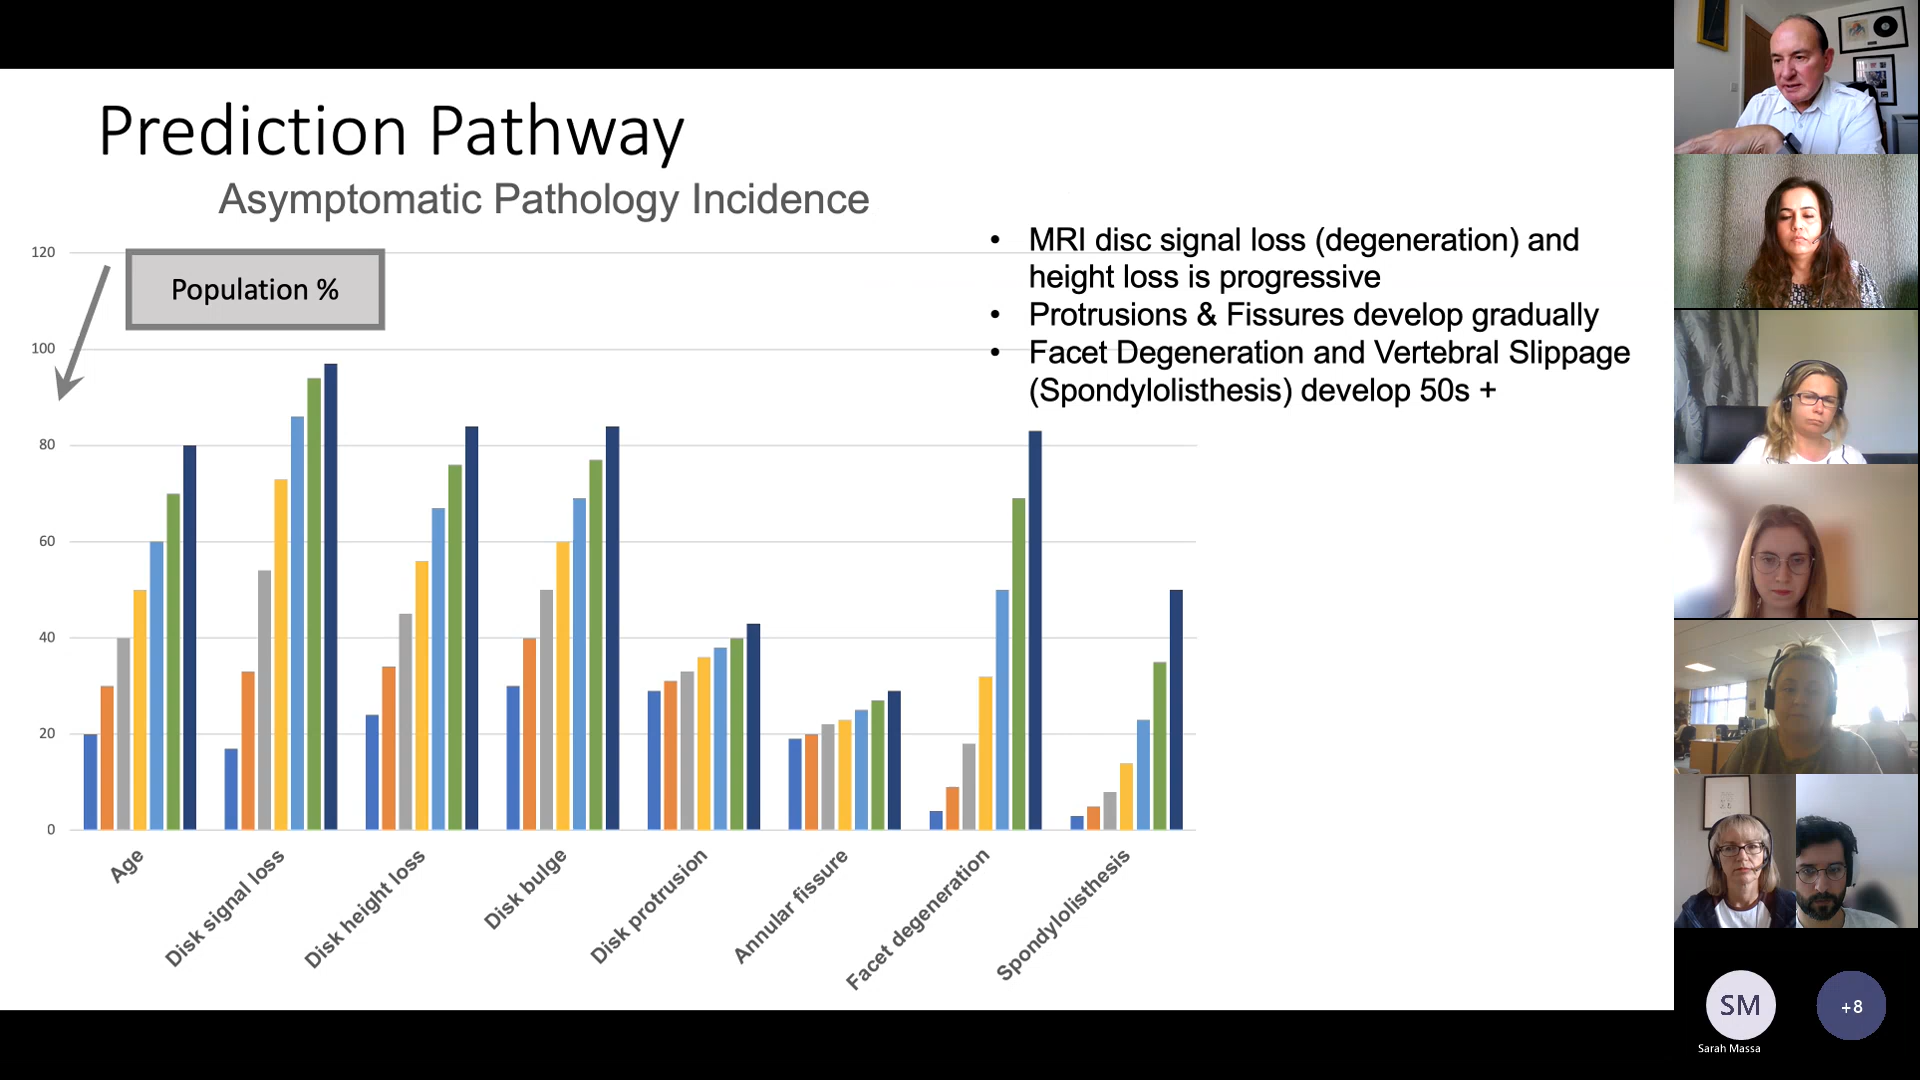 Prediction Pathway
Asymptomatic Pathology Incidence
120
Population %
100
80
60
40
20
0
Age
Disk signal loss
Disk height loss
Disk bulge
Disk protrusion
Annular fissure
Facet degeneration
Spondylolisthesis
• MRI disc signal loss (degeneration) and
height loss is progressive
• Protrusions & Fissures develop gradually
• Facet Degeneration and Vertebral Slippage
(Spondylolisthesis) develop 50s +
SM
Sarah Massa
+8